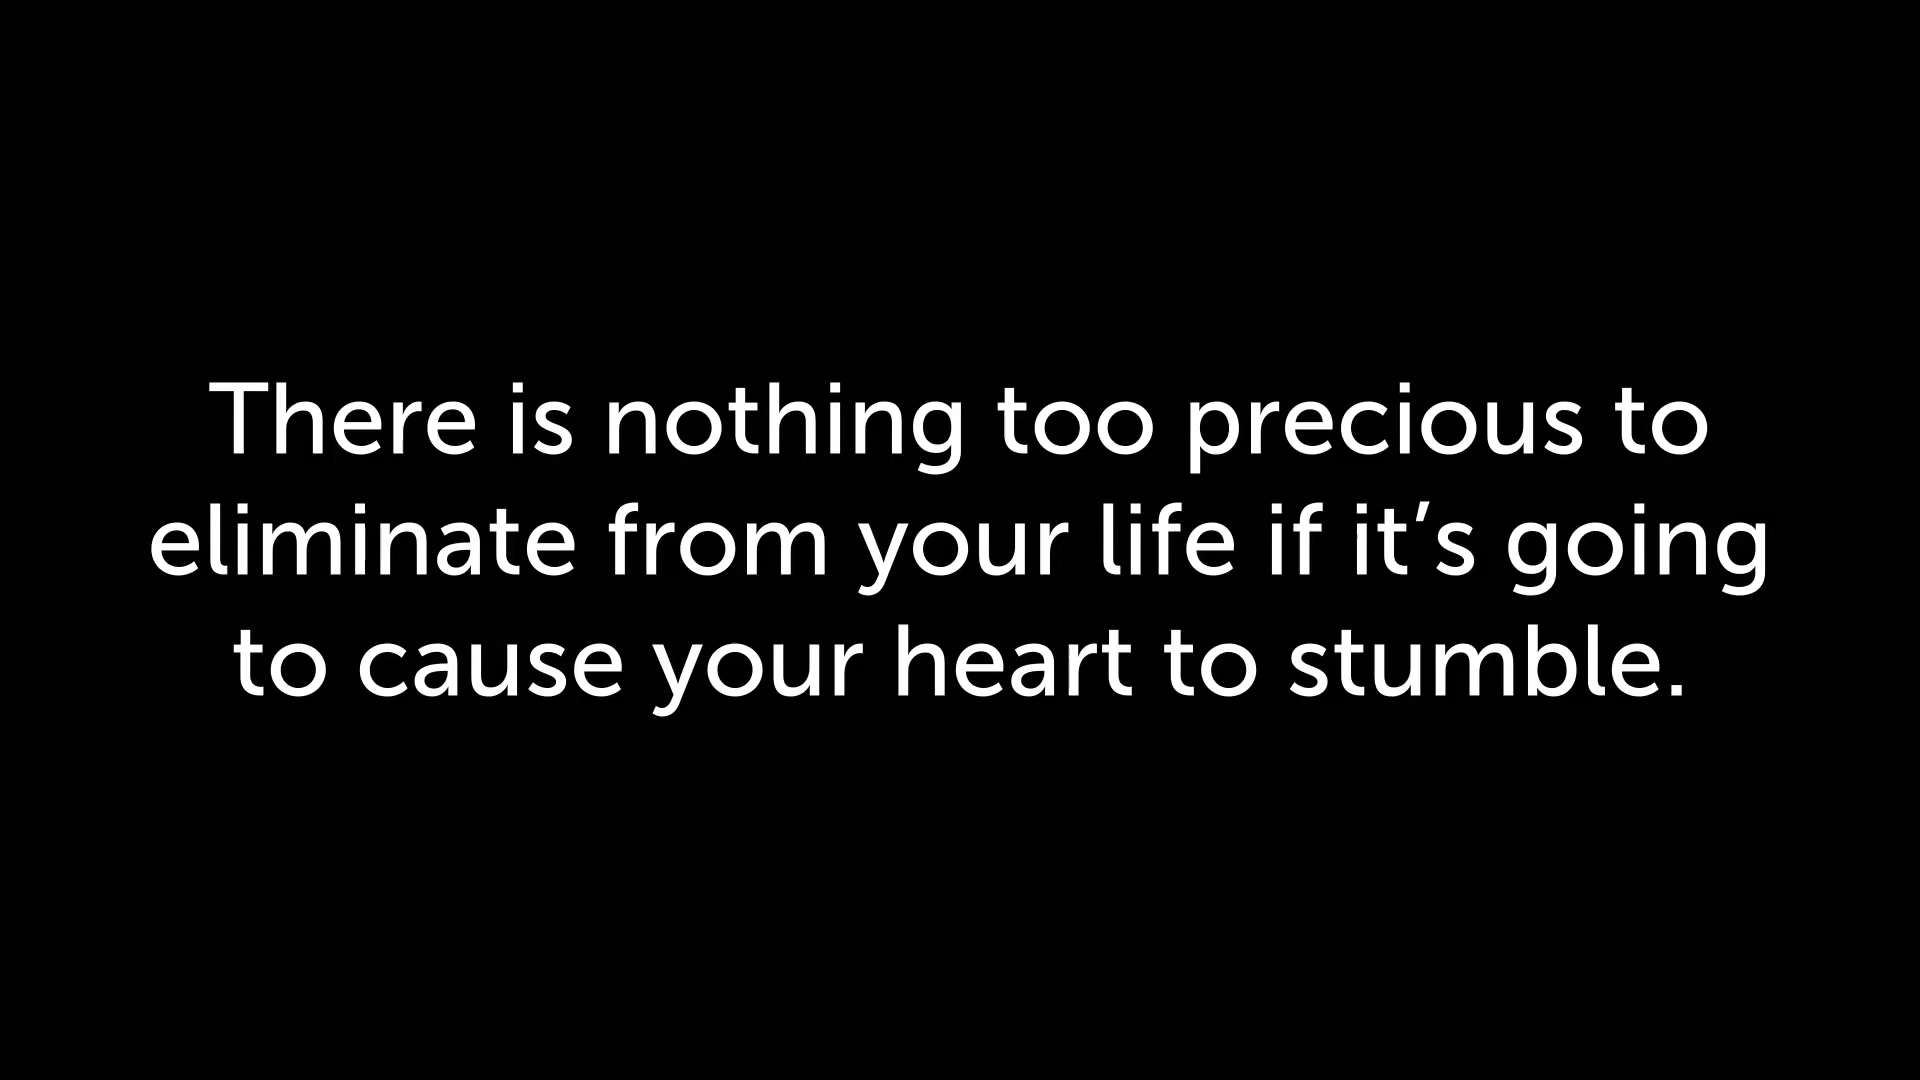 There is nothing too precious to
eliminate from your life if it’s going
to cause your heart to stumble.